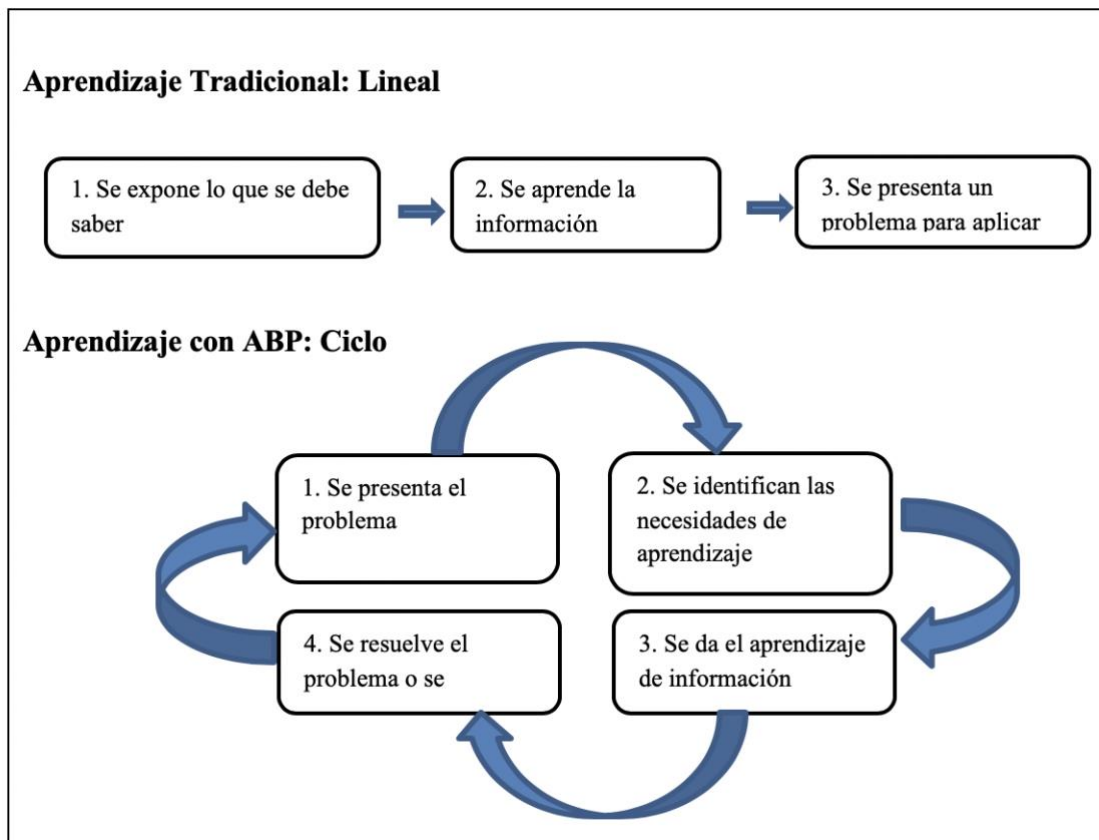 Aprendizaje Tradicional: Lineal
1. Se expone lo que se debe
saber
2. Se aprende la
información
3. Se presenta un
problema para aplicar
Aprendizaje con ABP: Ciclo
1. Se presenta el
problema
2. Se identifican las
necesidades de
aprendizaje
4. Se resuelve el
problema o se
3. Se da el aprendizaje
de información